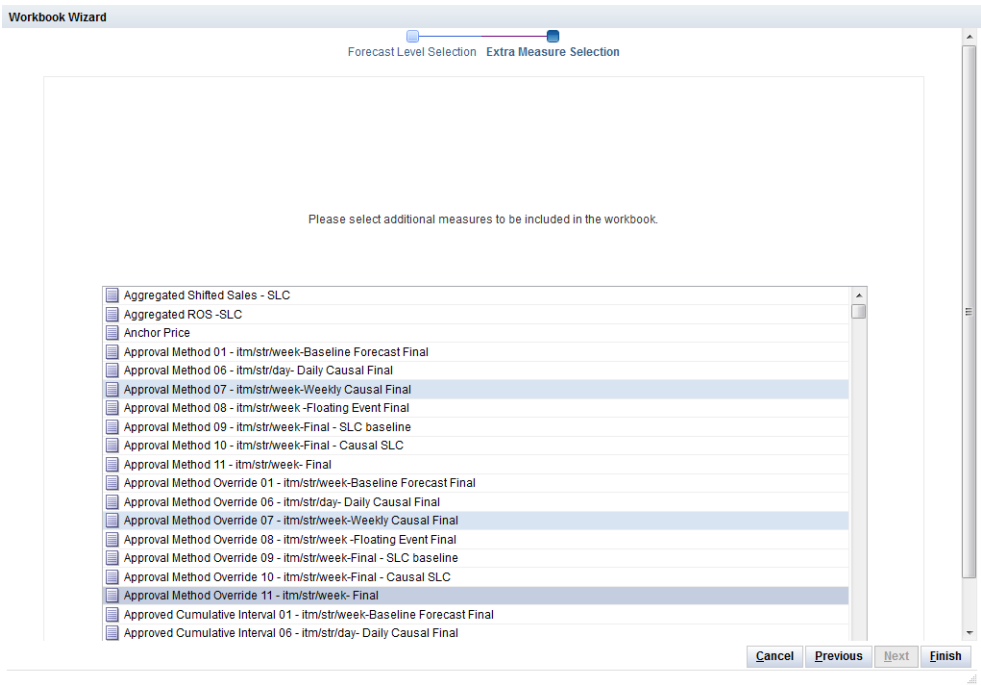 Workbook Wizard
Forecast Level Selection Extra Measure Selection
Please select additional measures to be included in the workbook.
Aggregated Shifted Sales - SLC
Aggregated ROS -SLC
Anchor Price
Approval Method 01 - itm/str/week-Baseline Forecast Final
Approval Method 06 - itm/str/day- Daily Causal Final
Approval Method 07 - itm/str/week-Weekly Causal Final
Approval Method 08 - itm/str/week -Floating Event Final
Approval Method 09 - itm/str/week-Final - SLC baseline
Approval Method 10 - itm/str/week-Final - Causal SLC
Approval Method 11 - itm/str/week- Final
Approval Method Override 01 - itm/str/week-Baseline Forecast Final
Approval Method Override 06 - itm/str/day- Daily Causal Final
Approval Method Override 07 - itm/str/week-Weekly Causal Final
Approval Method Override 08 - itm/str/week -Floating Event Final
Approval Method Override 09 - itm/str/week-Final - SLC baseline
Approval Method Override 10 - itm/str/week-Final - Causal SLC
Approval Method Override 11 - itm/str/week- Final
Approved Cumulative Interval 01 - itm/str/week-Baseline Forecast Final
Approved Cumulative Interval 06 - itm/str/day- Daily Causal Final
Cancel Previous Next Finish